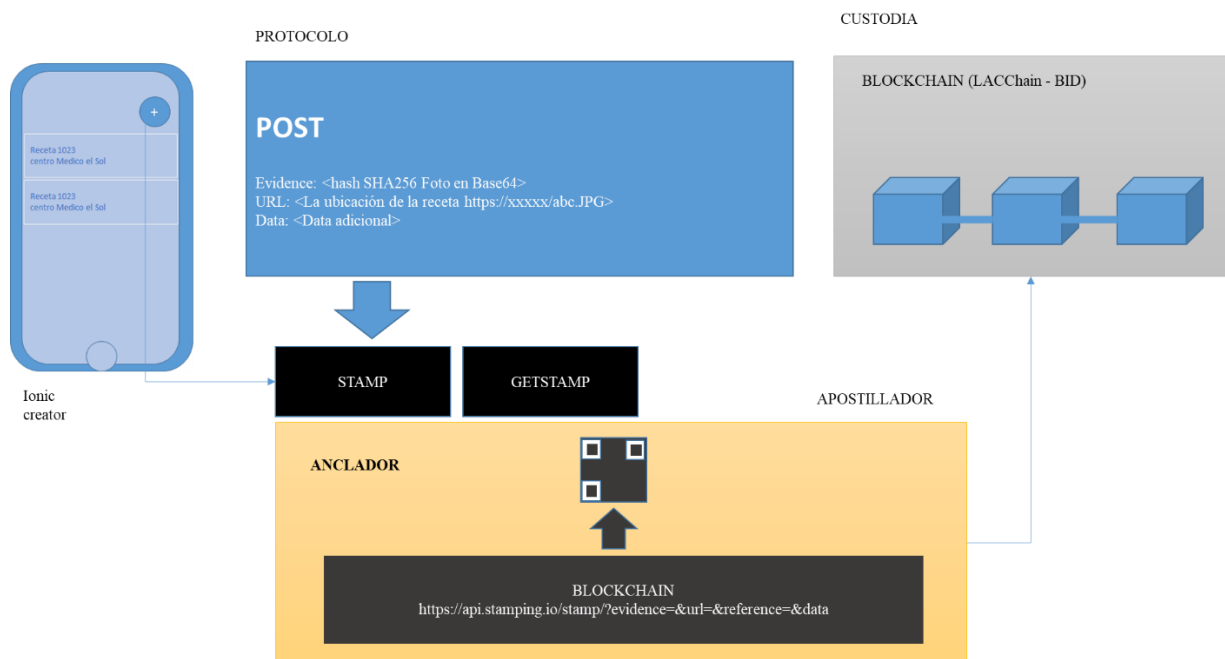 CUSTODIA
PROTOCOLO
BLOCKCHAIN (LACChain - BID)
+
Receta 1023
centro Medico el Sol
Receta 1023
centro Medico el Sol
POST
Evidence: <hash SHA256 Foto en Base64>
URL: <La ubicación de la receta https://xxxxx/abc.JPG>
Data: <Data adicional>
Ionic
creator
STAMP
GETSTAMP
APOSTILLADOR
ANCLADOR
BLOCKCHAIN
https://api.stamping.io/stamp/?evidence=&url=&reference=&data